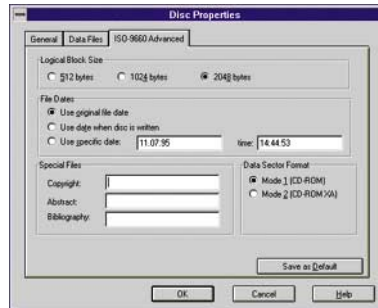 Disc Properties
General Data Files ISO-9660 Advanced
Logical Block Size
512 bytes 1024 bytes 2048 bytes
File Dates
Use original file date
Use date when disc is written
Use specific date: 11.07.95 time: 14:44:53
Special Files Data Sector Format
Copyright: Mode 1 (CD-ROM)
Abstract: Mode 2 (CD-ROM XA)
Bibliography:
Save as Default
OK Cancel Help